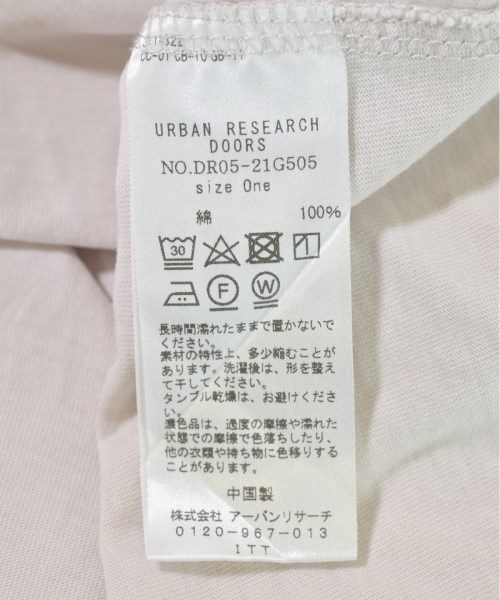 URBAN RESEARCH
DOORS
NO.DR05-21G505
size One
綿 100%
30
F W
長時間濡れたままで置かないで
ください。
素材の特性上、多少縮むことが
あります。洗濯後は、形を整え
て干してください。
タンブル乾燥は、お避けくださ
い。
濃色品は、過度の摩擦や濡れた
状態での摩擦で色落ちしたり、
他の衣類や持ち物に色移りする
ことがあります。
中国製
株式会社 アーバンリサーチ
0120-967-013
ITT